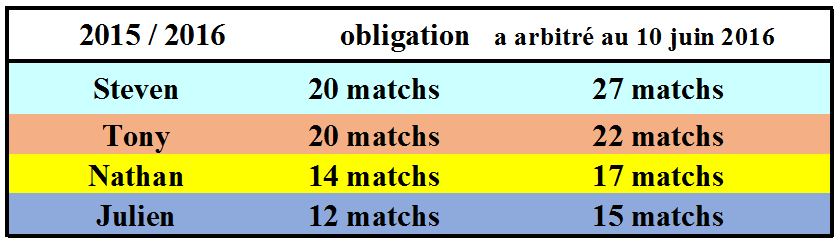 2015 / 2016 obligation a arbitré au 10 juin 2016
Steven 20 matchs 27 matchs
Tony 20 matchs 22 matchs
Nathan 14 matchs 17 matchs
Julien 12 matchs 15 matchs